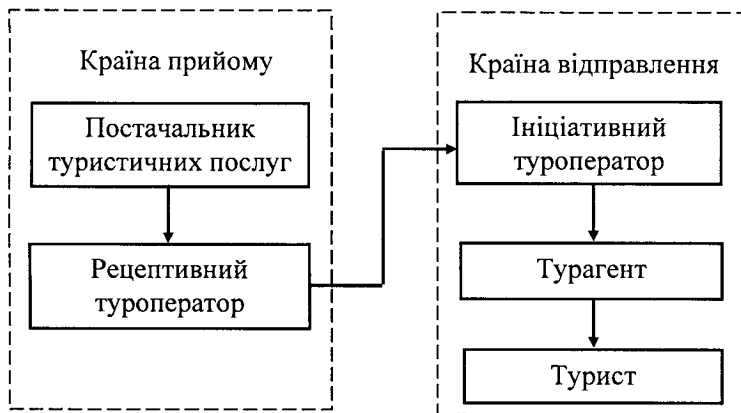 Країна прийому
Постачальник
туристичних послуг
Рецептивний
туроператор
Країна відправлення
Ініціативний
туроператор
Турагент
Турист